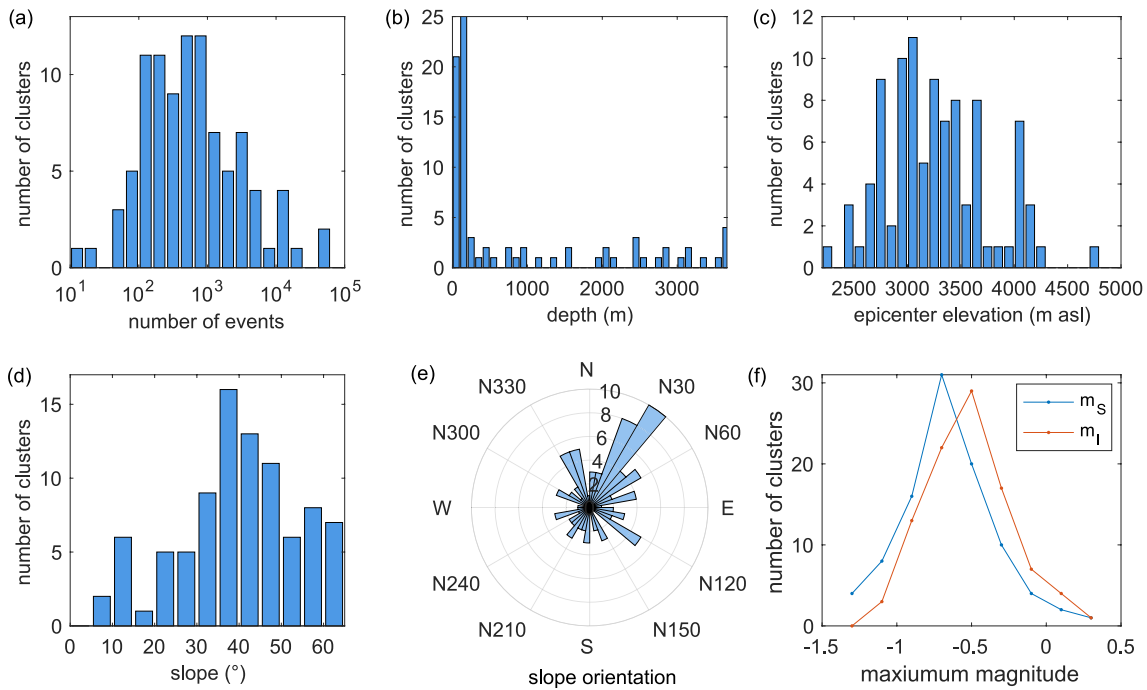 (a)
number of clusters
10
5
0
10^1
10^2
10^3
10^4
10^5
number of events
(b)
number of clusters
25
20
15
10
5
0
0
1000
2000
3000
depth (m)
(c)
number of clusters
12
10
8
6
4
2
0
2500
3000
3500
4000
4500
5000
epicenter elevation (m asl)
(d)
number of clusters
15
10
5
0
0
10
20
30
40
50
60
slope (°)
(e)
N
N330
N30
N300
N60
W
E
N240
N120
N210
N150
S
10
8
6
4
2
slope orientation
(f)
number of clusters
30
20
10
0
-1.5
-1
-0.5
0
0.5
maxiumum magnitude
m_S
m_I